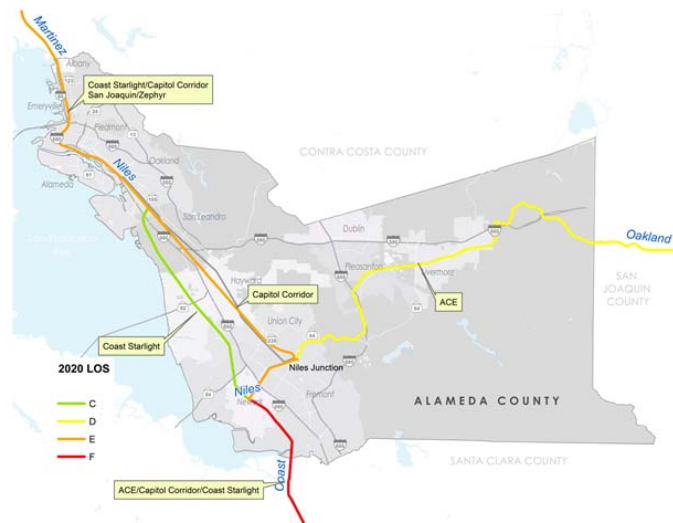 Martinez
Albany
Coast Starlight/Capitol Corridor
San Joaquin/Zephyr
Emeryville
Piedmont
Oakland
Alameda
Niles
CONTRA COSTA COUNTY
San Leandro
Dublin
Oakland
Pleasanton
Livermore
SAN
JOAQUIN
COUNTY
Hayward
Capitol Corridor
ACE
Union City
Coast Starlight
2020 LOS
Niles Junction
C
D
E
F
Niles
Newark
Fremont
ALAMEDA COUNTY
SANTA CLARA COUNTY
ACE/Capitol Corridor/Coast Starlight
Coast